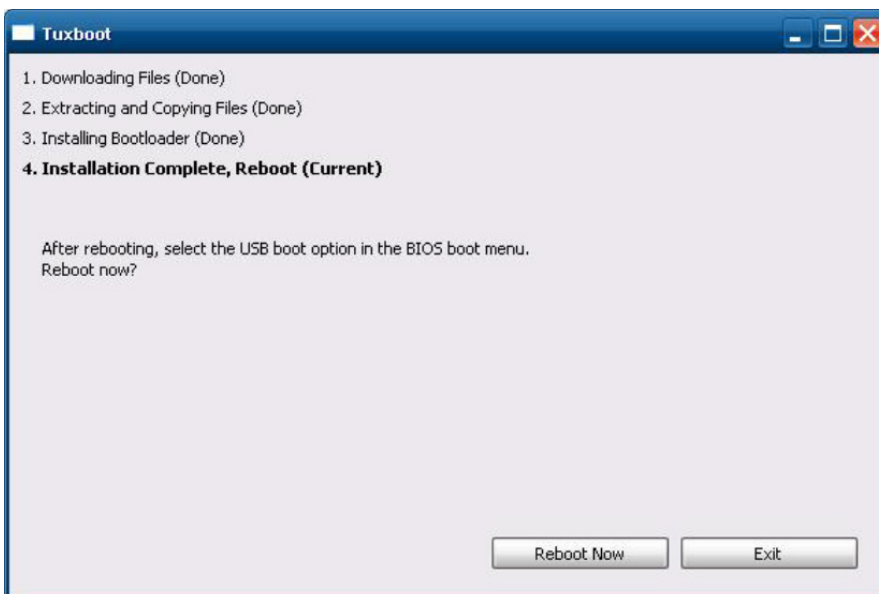 Tuxboot
1. Downloading Files (Done)
2. Extracting and Copying Files (Done)
3. Installing Bootloader (Done)
4. Installation Complete, Reboot (Current)
After rebooting, select the USB boot option in the BIOS boot menu.
Reboot now?
Reboot Now
Exit